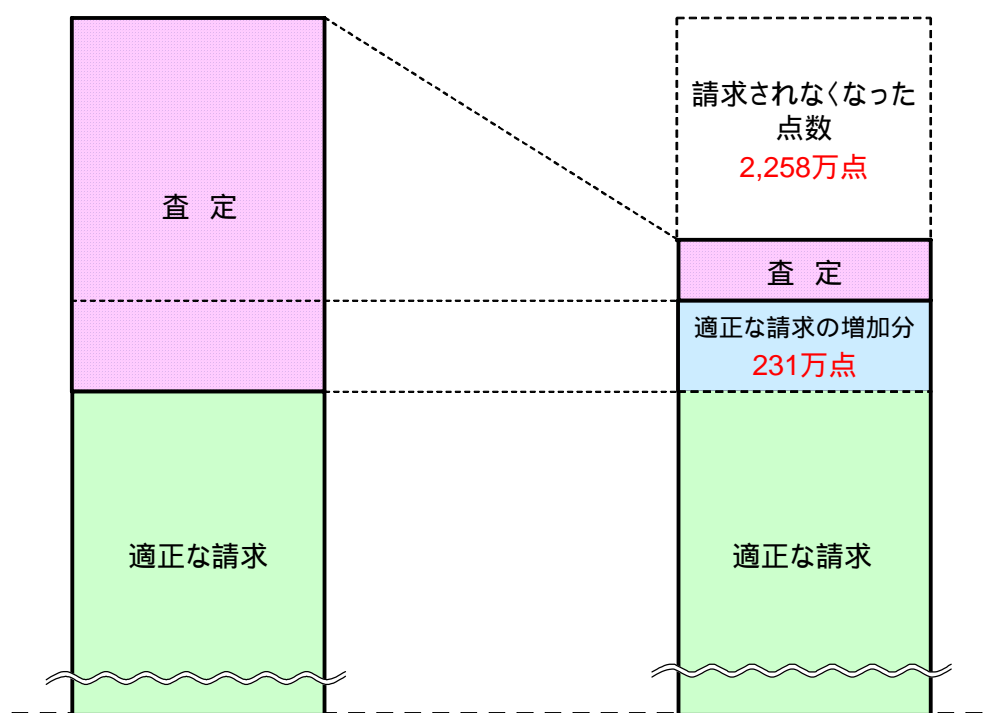 査 定
適正な請求
請求されなくなった
点数
2,258万点
査 定
適正な請求の増加分
231万点
適正な請求